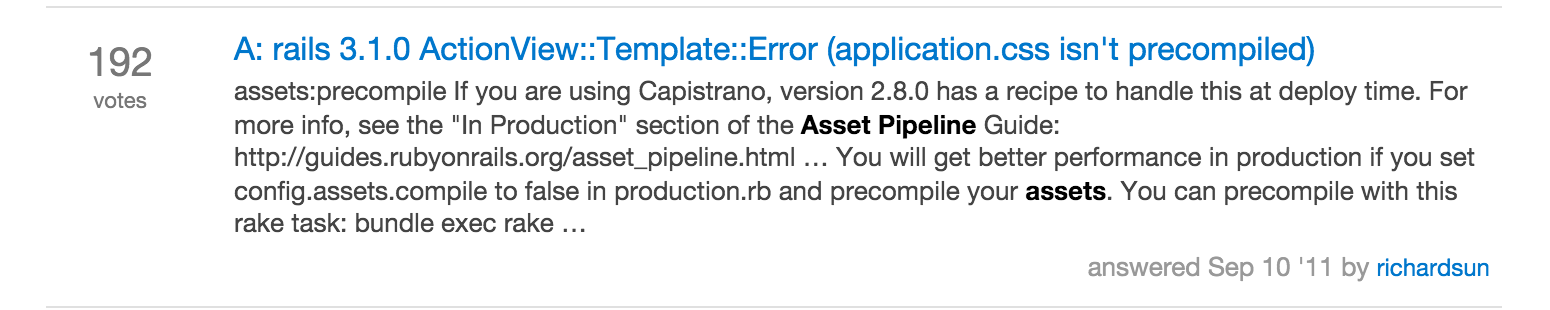 192
votes
A: rails 3.1.0 ActionView::Template::Error (application.css isn't precompiled)
assets:precompile If you are using Capistrano, version 2.8.0 has a recipe to handle this at deploy time. For
more info, see the "In Production" section of the Asset Pipeline Guide:
http://guides.rubyonrails.org/asset_pipeline.html … You will get better performance in production if you set
config.assets.compile to false in production.rb and precompile your assets. You can precompile with this
rake task: bundle exec rake …
answered Sep 10 '11 by richardsun